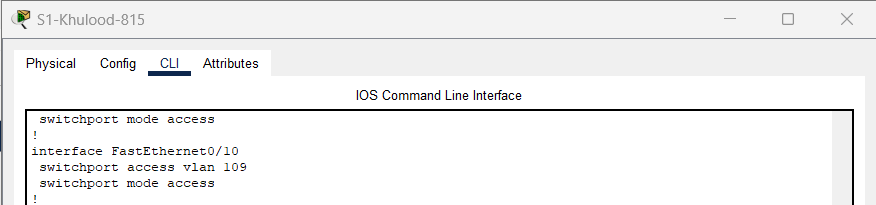 S1-Khulood-815
Physical Config CLI Attributes
IOS Command Line Interface
 switchport mode access
!
interface FastEthernet0/10
 switchport access vlan 109
 switchport mode access
!